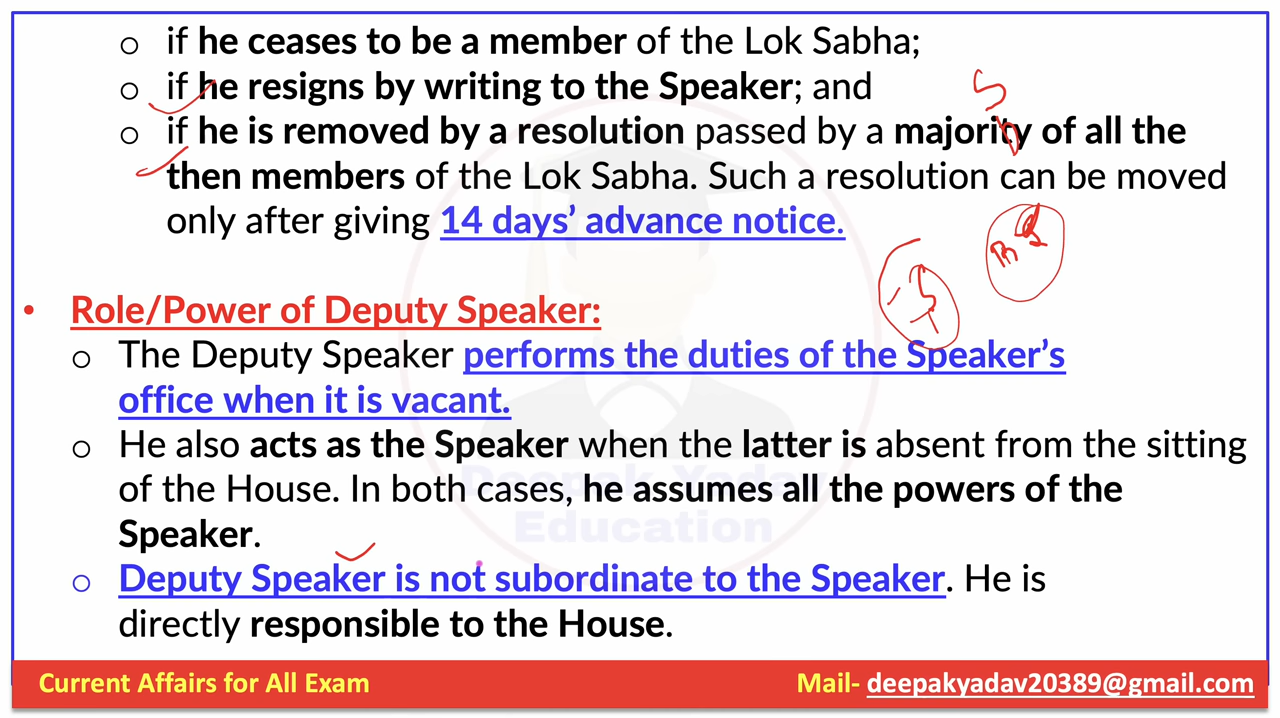 ○ if he ceases to be a member of the Lok Sabha;
○ if he resigns by writing to the Speaker; and
○ if he is removed by a resolution passed by a majority of all the
then members of the Lok Sabha. Such a resolution can be moved
only after giving 14 days’ advance notice.
• Role/Power of Deputy Speaker:
○ The Deputy Speaker performs the duties of the Speaker’s
office when it is vacant.
○ He also acts as the Speaker when the latter is absent from the sitting
of the House. In both cases, he assumes all the powers of the
Speaker.
○ Deputy Speaker is not subordinate to the Speaker. He is
directly responsible to the House.
Deepak Yadav
Education
Current Affairs for All Exam
Mail- deepakyadav20389@gmail.com